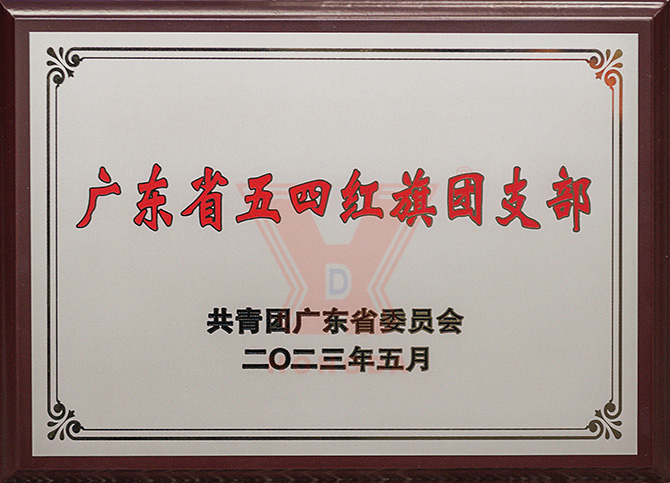 广东省五四红旗团支部
D
共青团广东省委员会
二〇二三年五月